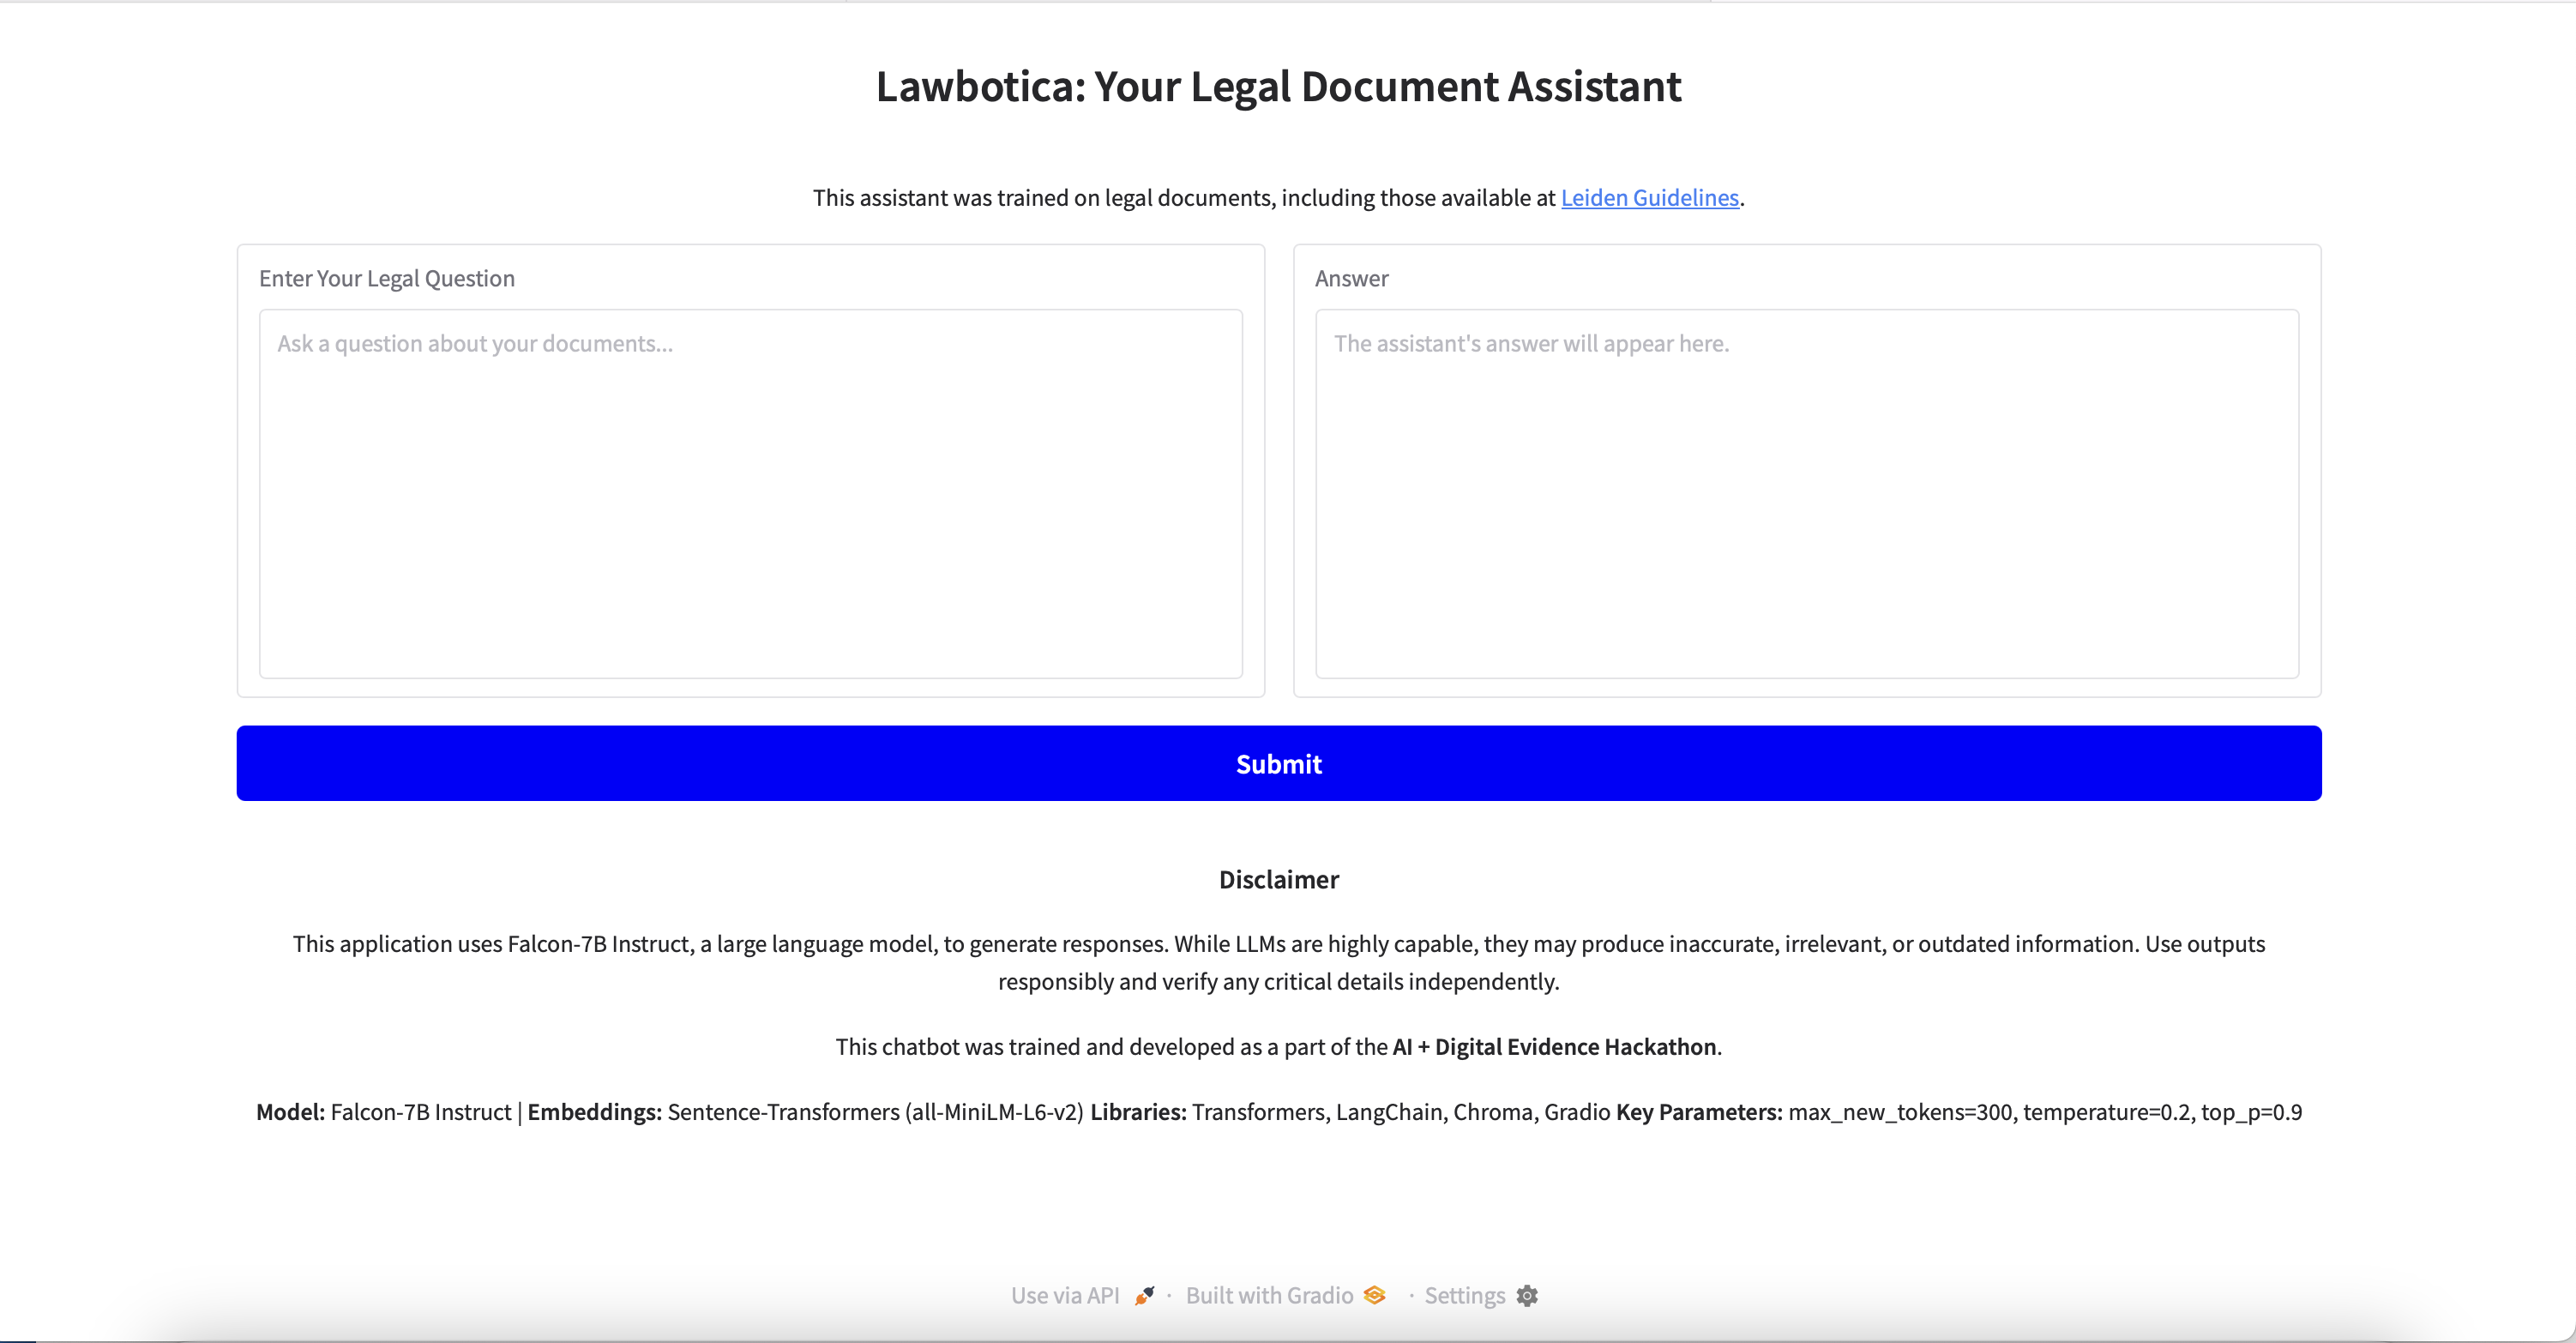 Lawbotica: Your Legal Document Assistant
This assistant was trained on legal documents, including those available at Leiden Guidelines.
Enter Your Legal Question
Ask a question about your documents...
Answer
The assistant's answer will appear here.
Submit
Disclaimer
This application uses Falcon-7B Instruct, a large language model, to generate responses. While LLMs are highly capable, they may produce inaccurate, irrelevant, or outdated information. Use outputs
responsibly and verify any critical details independently.
This chatbot was trained and developed as a part of the AI + Digital Evidence Hackathon.
Model: Falcon-7B Instruct | Embeddings: Sentence-Transformers (all-MiniLM-L6-v2) Libraries: Transformers, LangChain, Chroma, Gradio Key Parameters: max_new_tokens=300, temperature=0.2, top_p=0.9
Use via API · Built with Gradio · Settings